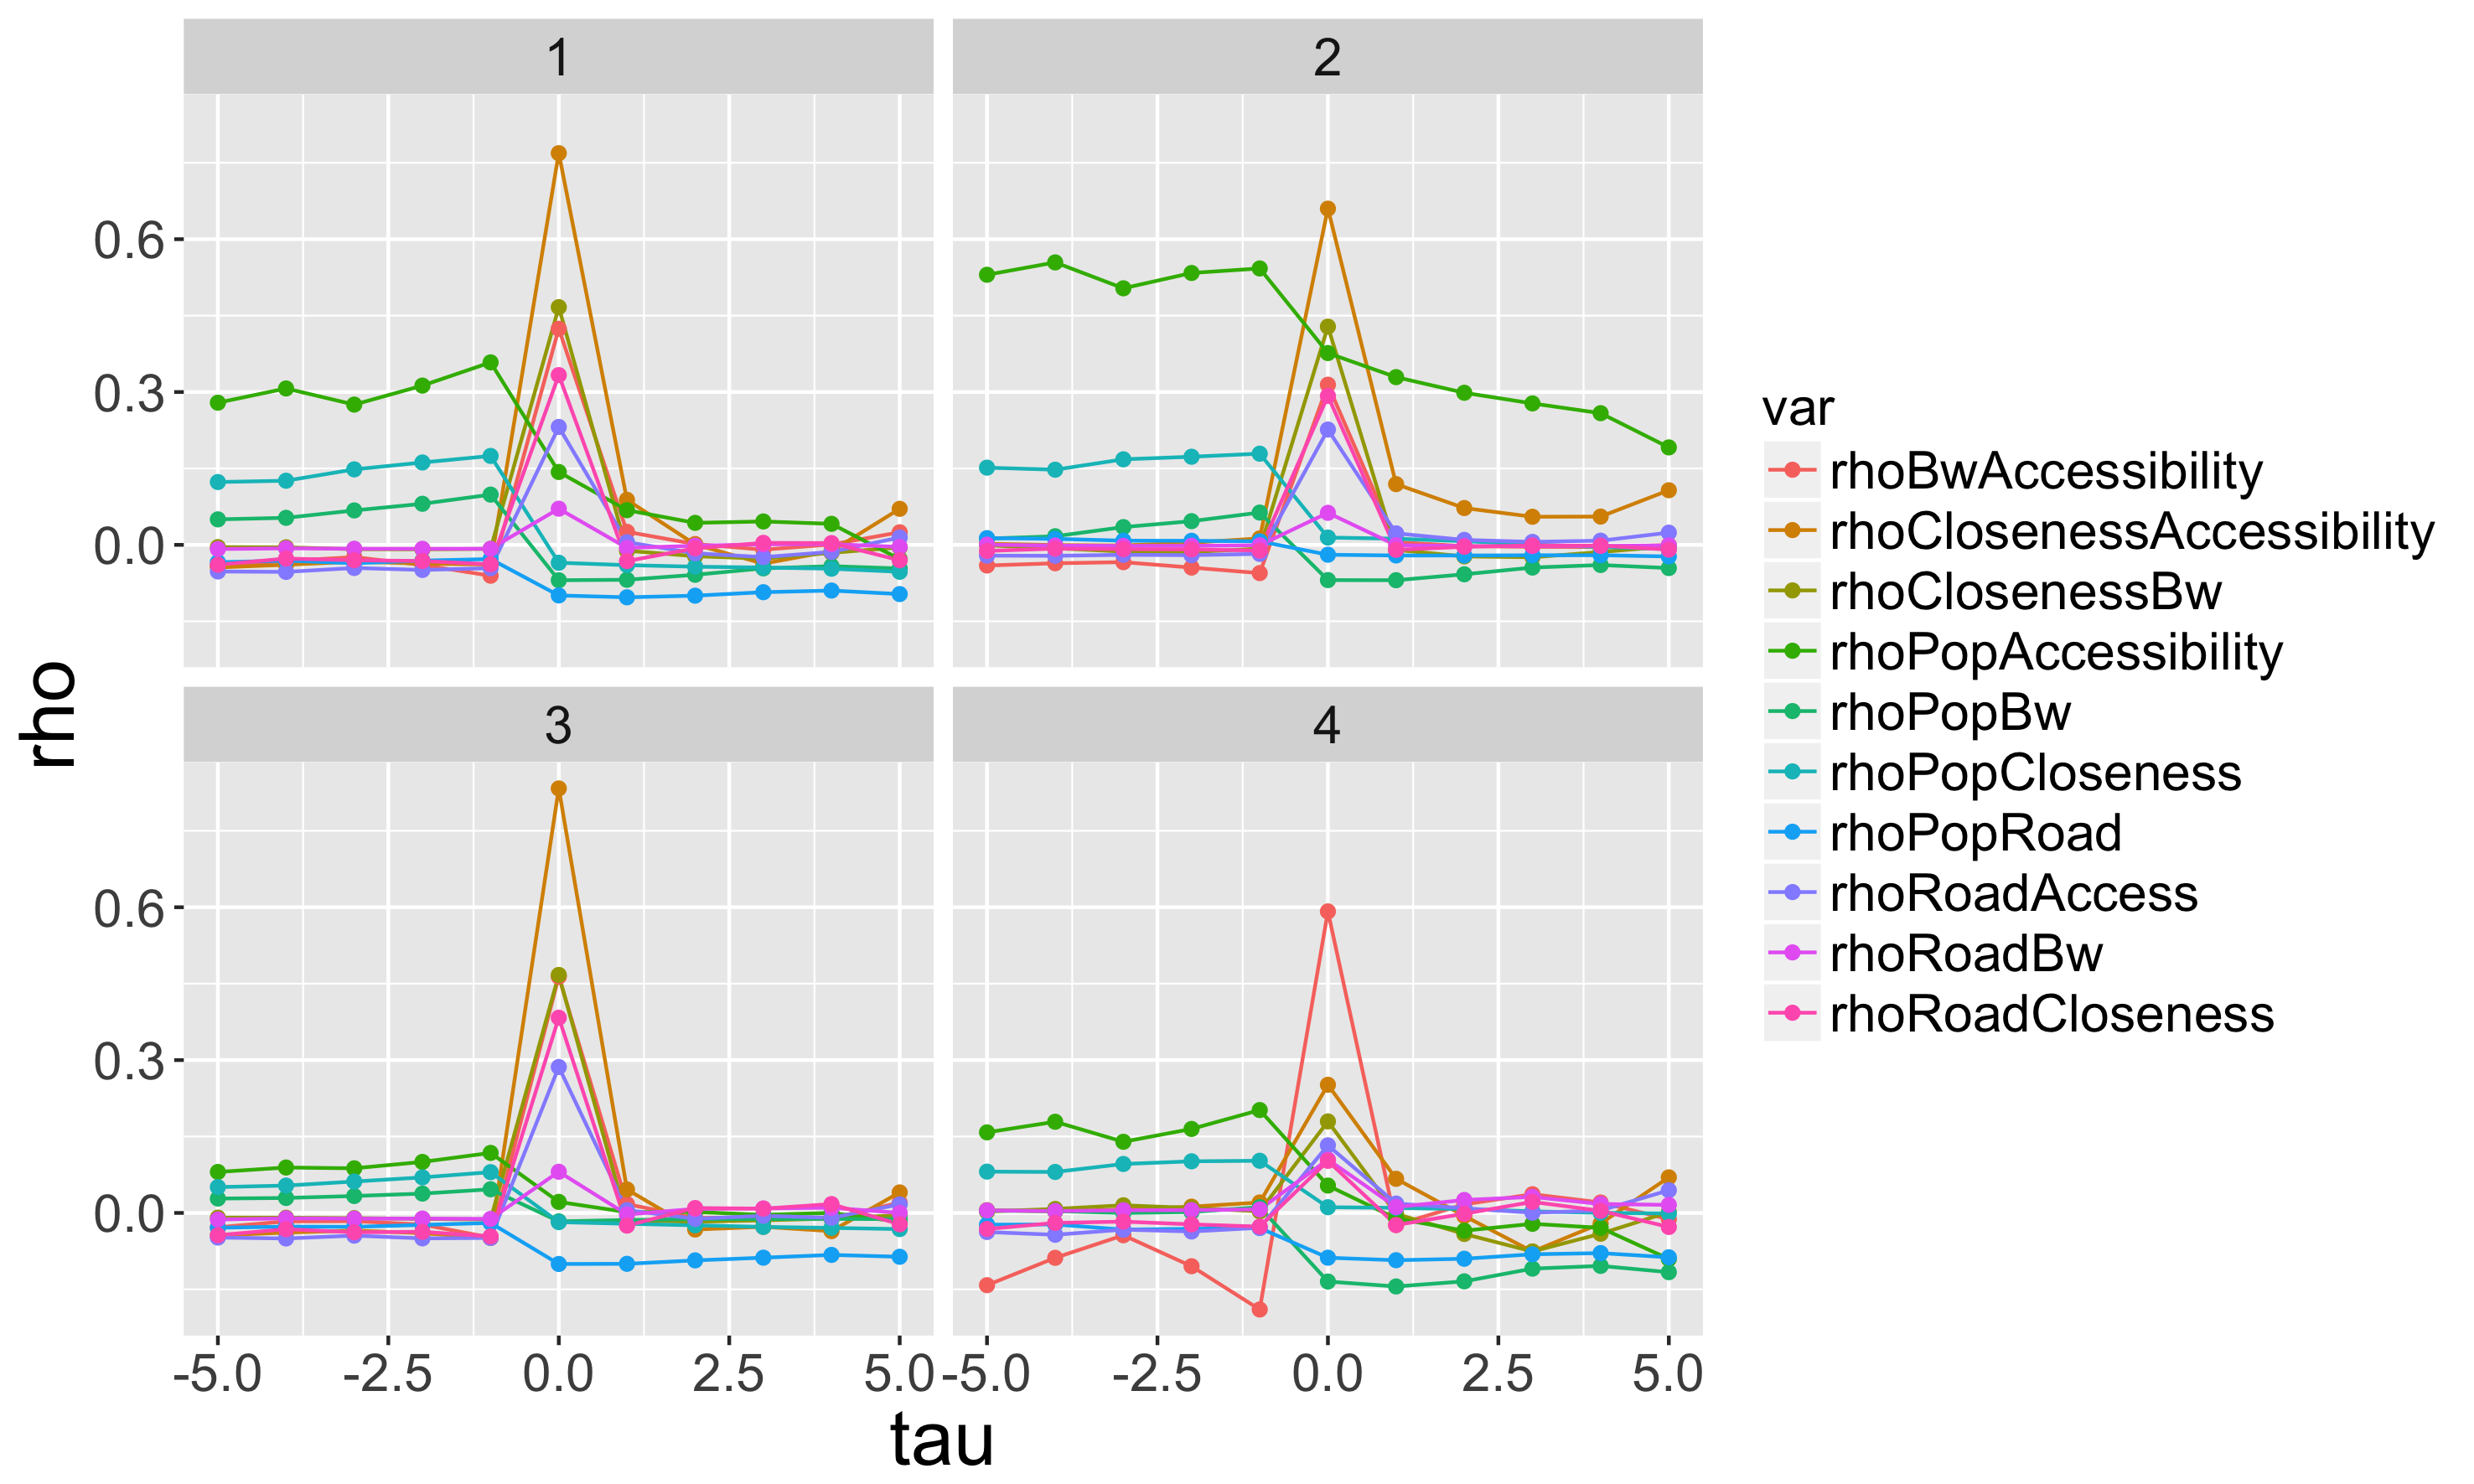 1
2
0.6
0.3
0.0
3
4
0.6
0.3
0.0
rho
-5.0 -2.5 0.0 2.5 5.0
-5.0 -2.5 0.0 2.5 5.0
tau
var
rhoBwAccessibility
rhoClosenessAccessibility
rhoClosenessBw
rhoPopAccessibility
rhoPopBw
rhoPopCloseness
rhoPopRoad
rhoRoadAccess
rhoRoadBw
rhoRoadCloseness